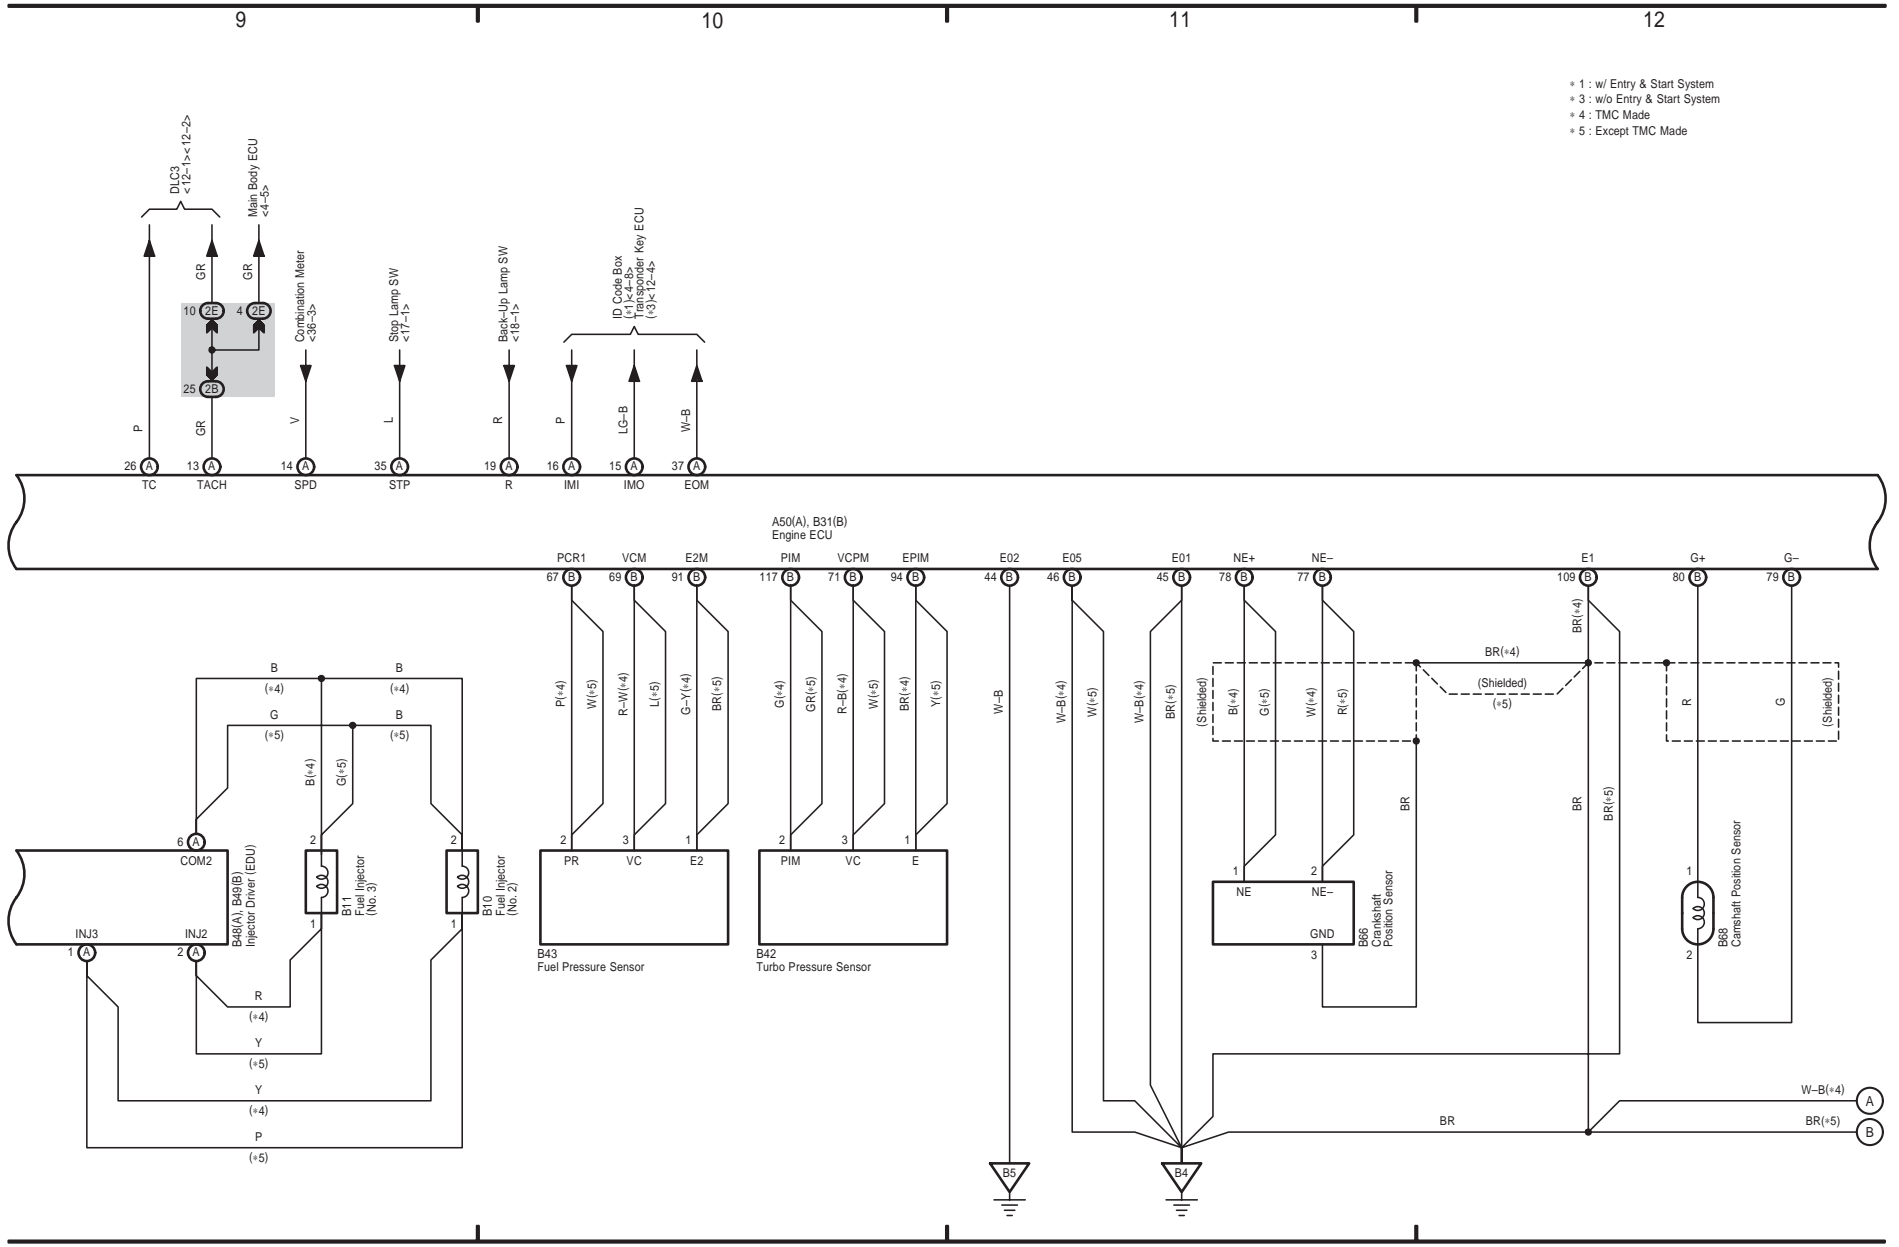 9
10
11
12
∗ 1 : w/ Entry & Start System
∗ 3 : w/o Entry & Start System
∗ 4 : TMC Made
∗ 5 : Except TMC Made
DLC3
<12–1><12–2>
Main Body ECU
<4–5>
Combination Meter
<36–3>
Stop Lamp SW
<17–1>
Back–Up Lamp SW
<18–1>
ID Code Box
(∗1)<4–8>
Transponder Key ECU
(∗3)<12–4>
GR
GR
10 2E
4 2E
25 2B
P
GR
V
L
R
P
LG–B
W–B
26 A
13 A
14 A
35 A
19 A
16 A
15 A
37 A
TC
TACH
SPD
STP
R
IMI
IMO
EOM
A50(A), B31(B)
Engine ECU
PCR1
VCM
E2M
PIM
VCPM
EPIM
E02
E05
E01
NE+
NE–
E1
G+
G–
67 B
69 B
91 B
117 B
71 B
94 B
44 B
46 B
45 B
78 B
77 B
109 B
80 B
79 B
BR(∗4)
B
(∗4)
B
(∗4)
G
(∗5)
B
(∗5)
B(∗4)
G(∗5)
P(∗4)
W(∗5)
R–W(∗4)
L(∗5)
G–Y(∗4)
BR(∗5)
G(∗4)
GR(∗5)
R–B(∗4)
W(∗5)
BR(∗4)
Y(∗5)
W–B
W–B(∗4)
W(∗5)
W–B(∗4)
BR(∗5)
(Shielded)
B(∗4)
G(∗5)
W(∗4)
R(∗5)
BR(∗4)
(Shielded)
(∗5)
R
G
(Shielded)
BR
BR
BR(∗5)
6 A
COM2
B48(A), B49(B)
Injector Driver (EDU)
INJ3
INJ2
1 A
2 A
2
1
B11
Fuel Injector
(No. 3)
2
1
B10
Fuel Injector
(No. 2)
2
3
1
PR
VC
E2
B43
Fuel Pressure Sensor
2
3
1
PIM
VC
E
B42
Turbo Pressure Sensor
1
2
NE
NE–
GND
3
B66
Crankshaft
Position Sensor
1
2
B68
Camshaft Position Sensor
R
(∗4)
Y
(∗5)
Y
(∗4)
P
(∗5)
BR
W–B(∗4)
A
BR(∗5)
B
B5
B4